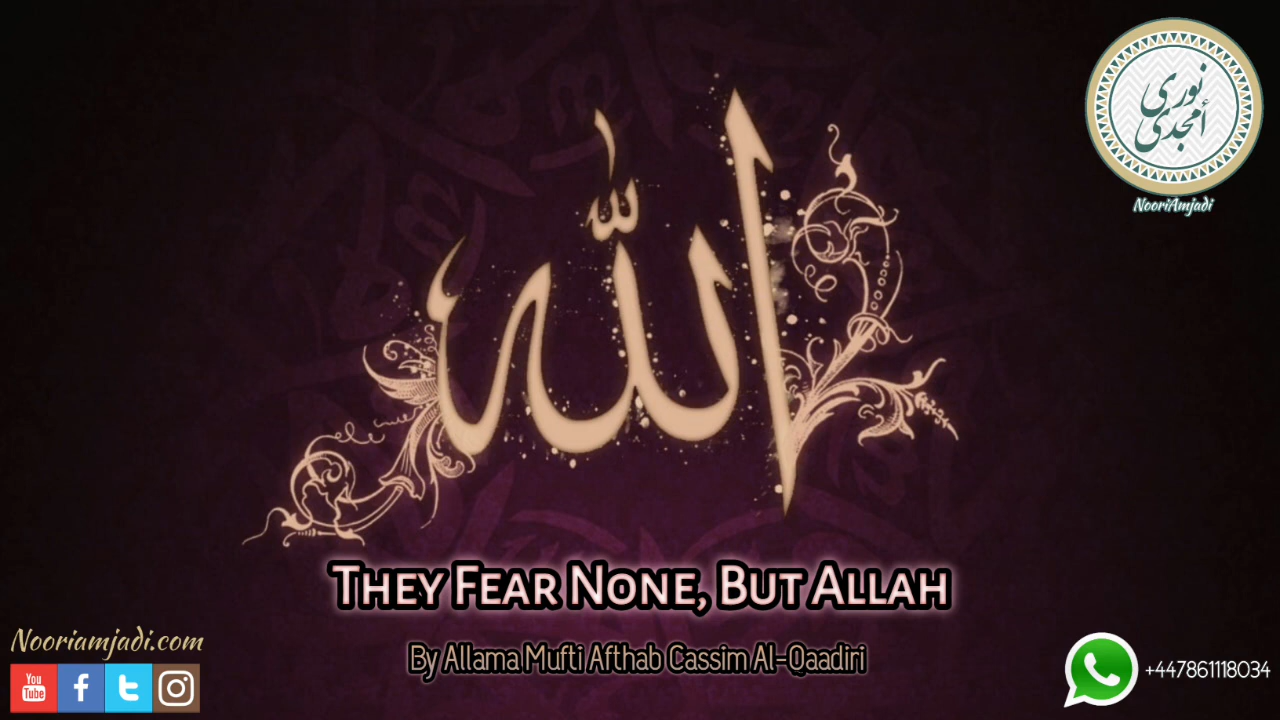 الله
نوری
أمجدی
NooriAmjadi
They Fear None, But Allah
By Allama Mufti Afthab Cassim Al-Qaadiri
Nooriamjadi.com
You
Tube
+447861118034